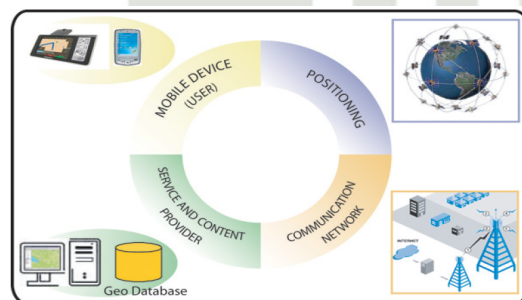 MOBILE DEVICE
(USER)
POSITIONING
SERVICE AND CONTENT
PROVIDER
COMMUNICATION
NETWORK
INTERNET
Geo Database